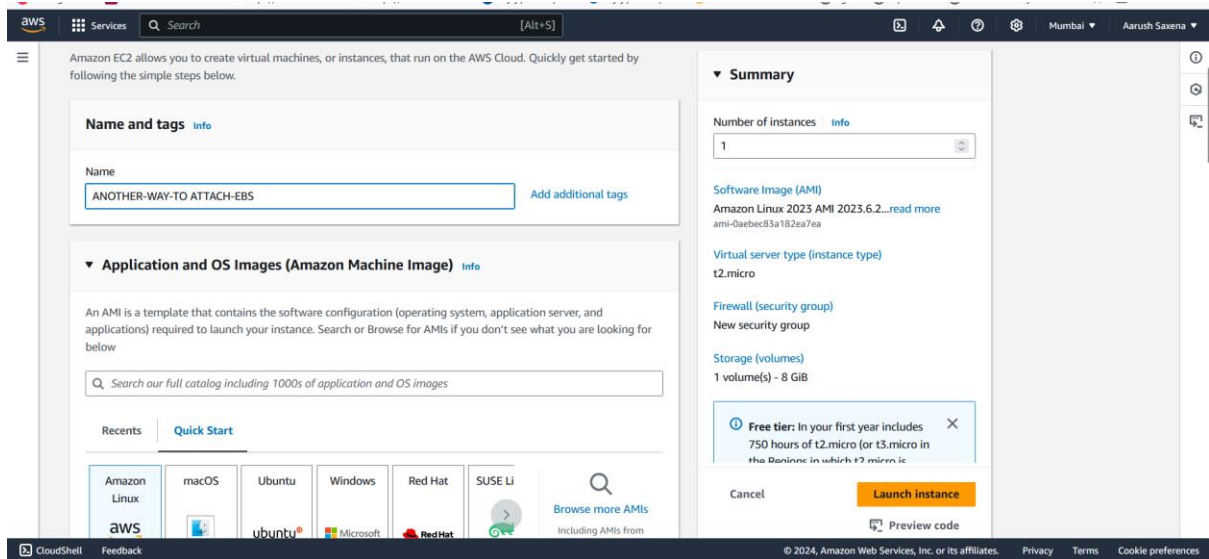 aws
Services
Search
[Alt+S]
Mumbai
Aarush Saxena
Amazon EC2 allows you to create virtual machines, or instances, that run on the AWS Cloud. Quickly get started by
following the simple steps below.
Name and tags Info
Name
ANOTHER-WAY-TO ATTACH-EBS
Add additional tags
Application and OS Images (Amazon Machine Image) Info
An AMI is a template that contains the software configuration (operating system, application server, and
applications) required to launch your instance. Search or Browse for AMIs if you don't see what you are looking for
below
Search our full catalog including 1000s of application and OS images
Recents
Quick Start
Amazon
Linux
aws
macOS
Ubuntu
ubuntu
Windows
Microsoft
Red Hat
Red Hat
SUSE Li
Browse more AMIs
Including AMIs from
Summary
Number of instances Info
1
Software Image (AMI)
Amazon Linux 2023 AMI 2023.6.2...read more
ami-0aebec83a182ea7ea
Virtual server type (instance type)
t2.micro
Firewall (security group)
New security group
Storage (volumes)
1 volume(s) - 8 GiB
Free tier: In your first year includes
750 hours of t2.micro (or t3.micro in
the Regions in which t2.micro is
Cancel
Launch instance
Preview code
CloudShell
Feedback
© 2024, Amazon Web Services, Inc. or its affiliates.
Privacy
Terms
Cookie preferences